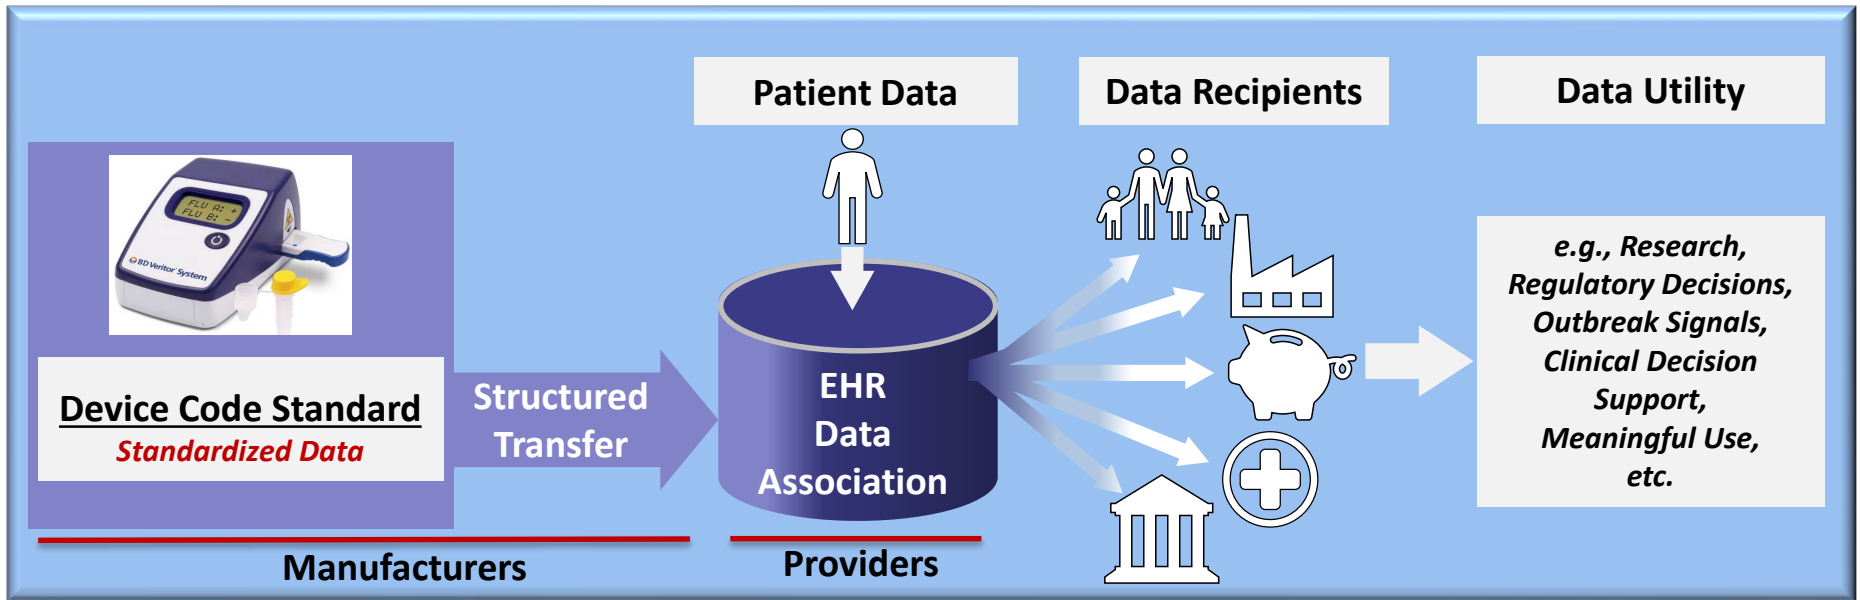 Patient Data
Data Recipients
Data Utility
FLU A: +
FLU B: -
BD Veritor System
Device Code Standard
Standardized Data
Structured
Transfer
EHR
Data
Association
e.g., Research,
Regulatory Decisions,
Outbreak Signals,
Clinical Decision
Support,
Meaningful Use,
etc.
Manufacturers
Providers